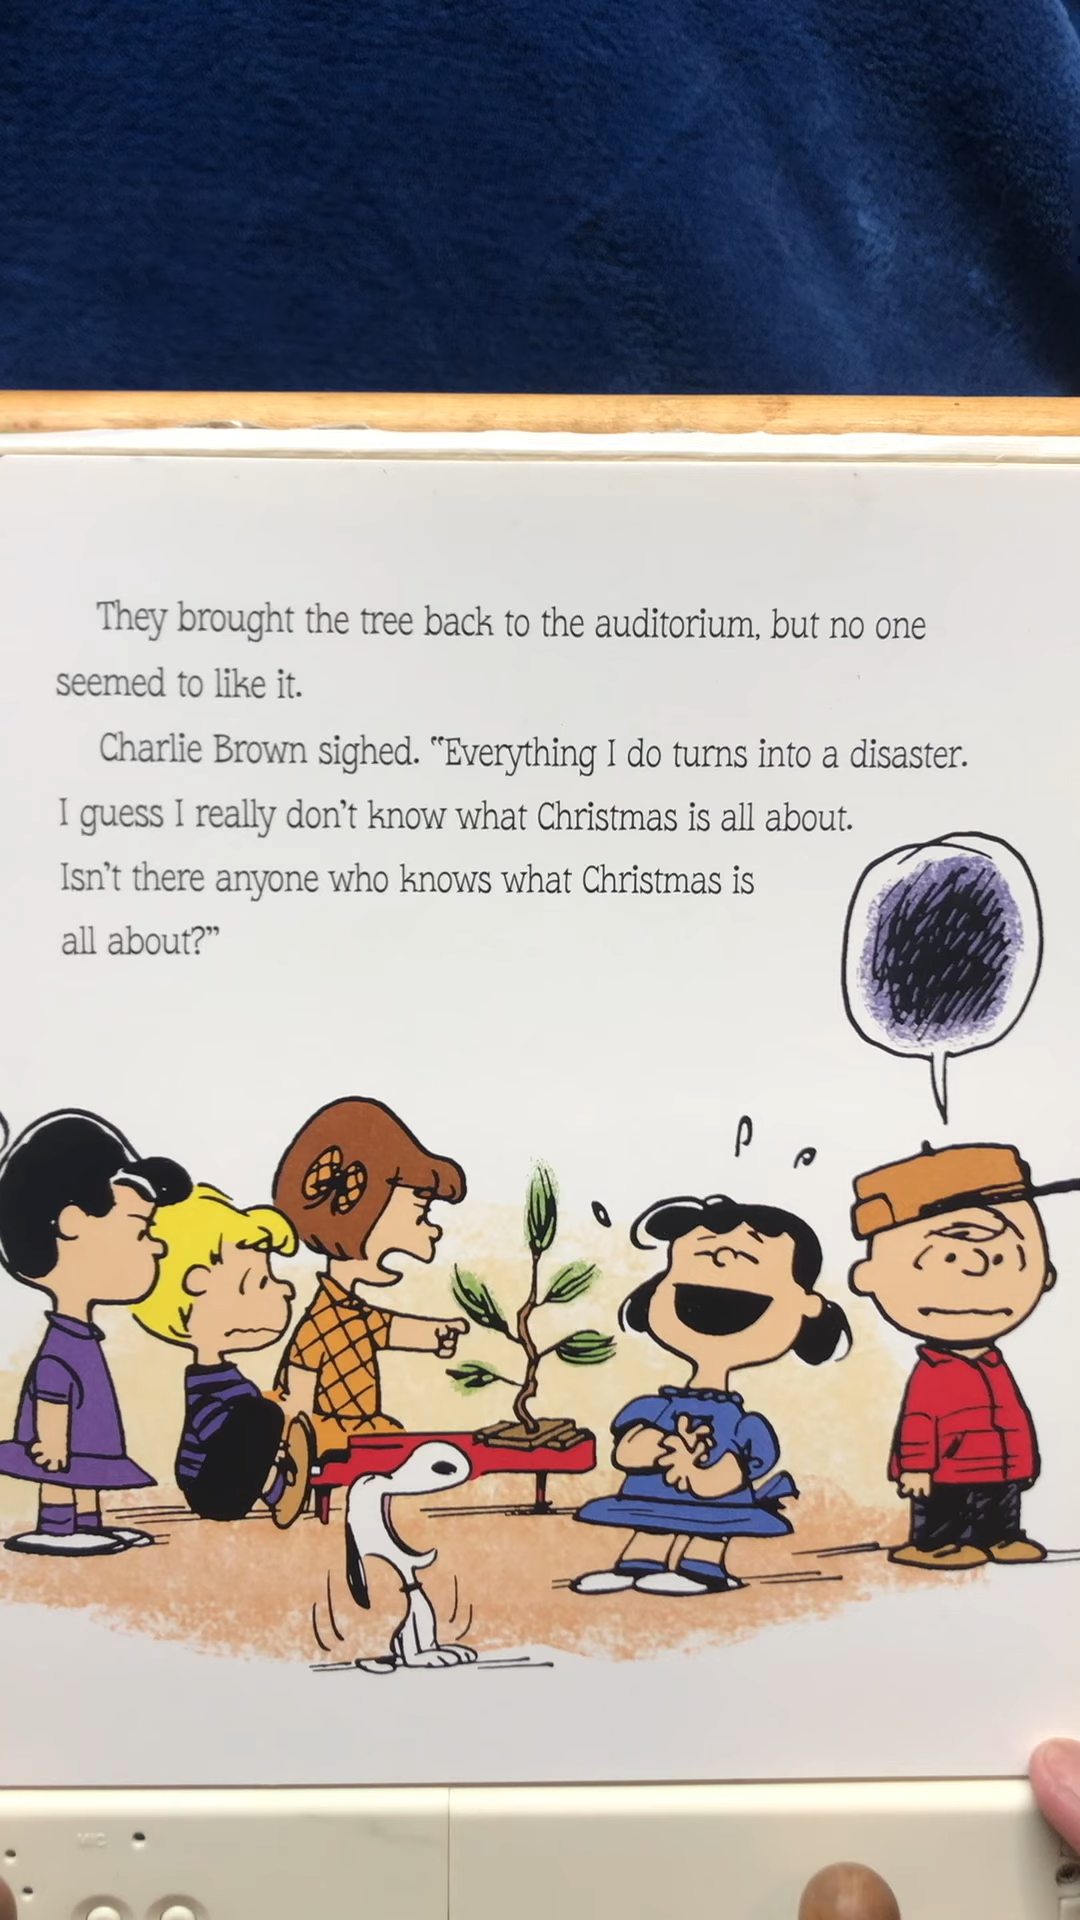 They brought the tree back to the auditorium, but no one
seemed to like it.
Charlie Brown sighed. “Everything I do turns into a disaster.
I guess I really don’t know what Christmas is all about.
Isn’t there anyone who knows what Christmas is
all about?”
MIC